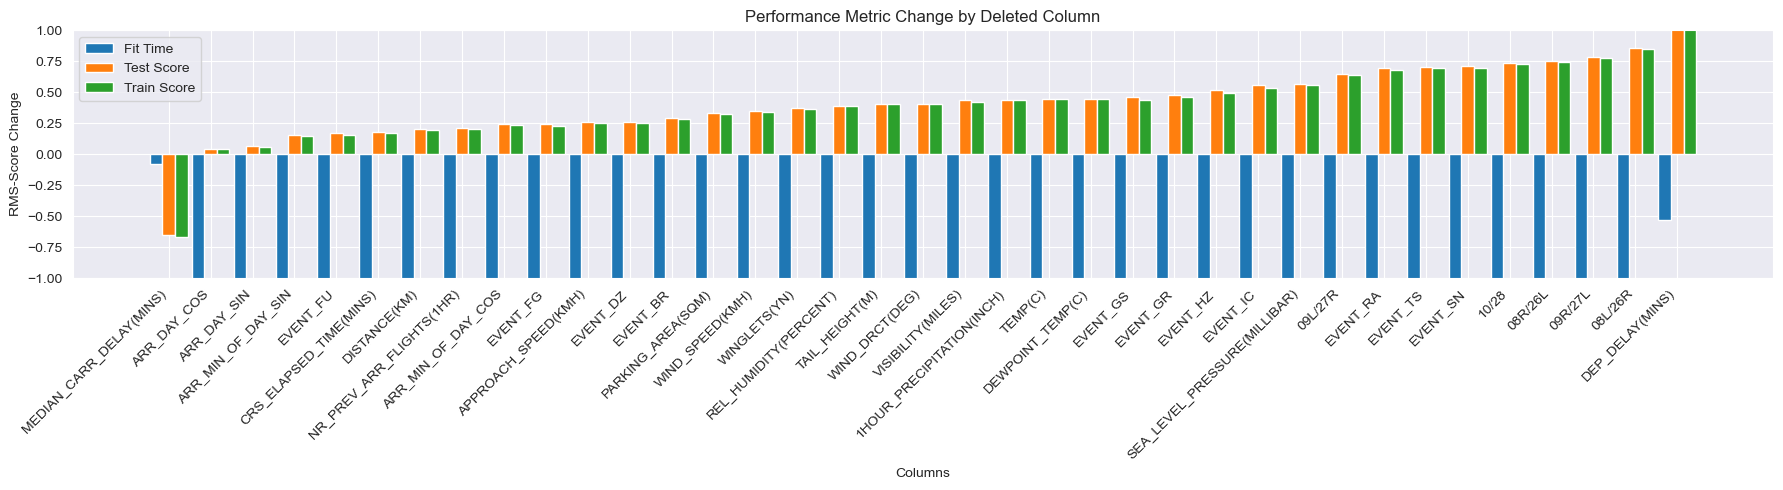 Performance Metric Change by Deleted Column
Fit Time
Test Score
Train Score
RMS-Score Change
1.00
0.75
0.50
0.25
0.00
−0.25
−0.50
−0.75
−1.00
MEDIAN_CARR_DELAY(MINS)
ARR_DAY_COS
ARR_DAY_SIN
ARR_MIN_OF_DAY_SIN
EVENT_FU
CRS_ELAPSED_TIME(MINS)
DISTANCE(KM)
NR_PREV_ARR_FLIGHTS(1HR)
ARR_MIN_OF_DAY_COS
EVENT_FG
APPROACH_SPEED(KMH)
EVENT_DZ
EVENT_BR
PARKING_AREA(SQM)
WIND_SPEED(KMH)
WINGLETS(YN)
REL_HUMIDITY(PERCENT)
TAIL_HEIGHT(M)
WIND_DRCT(DEG)
VISIBILITY(MILES)
1HOUR_PRECIPITATION(INCH)
TEMP(C)
DEWPOINT_TEMP(C)
EVENT_GS
EVENT_GR
EVENT_HZ
EVENT_IC
SEA_LEVEL_PRESSURE(MILLIBAR)
09L/27R
EVENT_RA
EVENT_TS
EVENT_SN
10/28
08R/26L
09R/27L
08L/26R
DEP_DELAY(MINS)
Columns